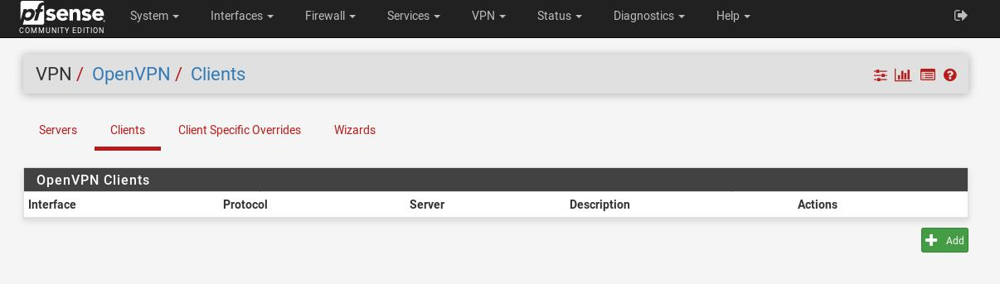 pfsense
COMMUNITY EDITION
System Interfaces Firewall Services VPN Status Diagnostics Help
VPN / OpenVPN / Clients
Servers Clients Client Specific Overrides Wizards
OpenVPN Clients
Interface Protocol Server Description Actions
Add